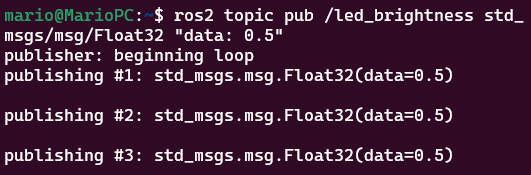 mario@MarioPC:~$ ros2 topic pub /led_brightness std_
msgs/msg/Float32 "data: 0.5"
publisher: beginning loop
publishing #1: std_msgs.msg.Float32(data=0.5)
publishing #2: std_msgs.msg.Float32(data=0.5)
publishing #3: std_msgs.msg.Float32(data=0.5)